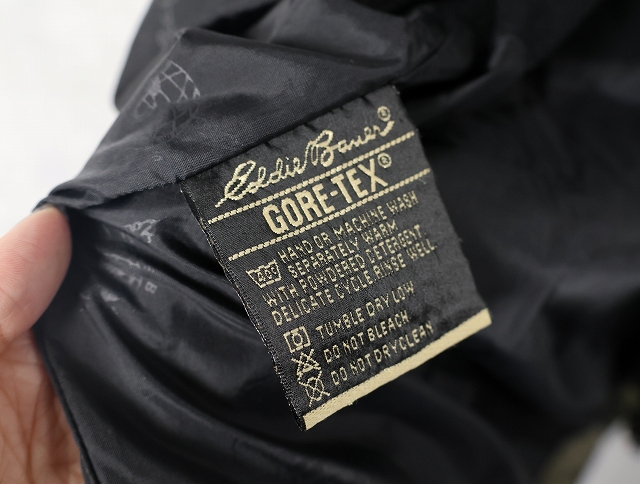 Eddie Bauer®
GORE-TEX®
HAND OR MACHINE WASH
SEPARATELY WARM
WITH POWDERED DETERGENT
DELICATE CYCLE RINSE WELL
TUMBLE DRY LOW
DO NOT BLEACH
DO NOT DRYCLEAN